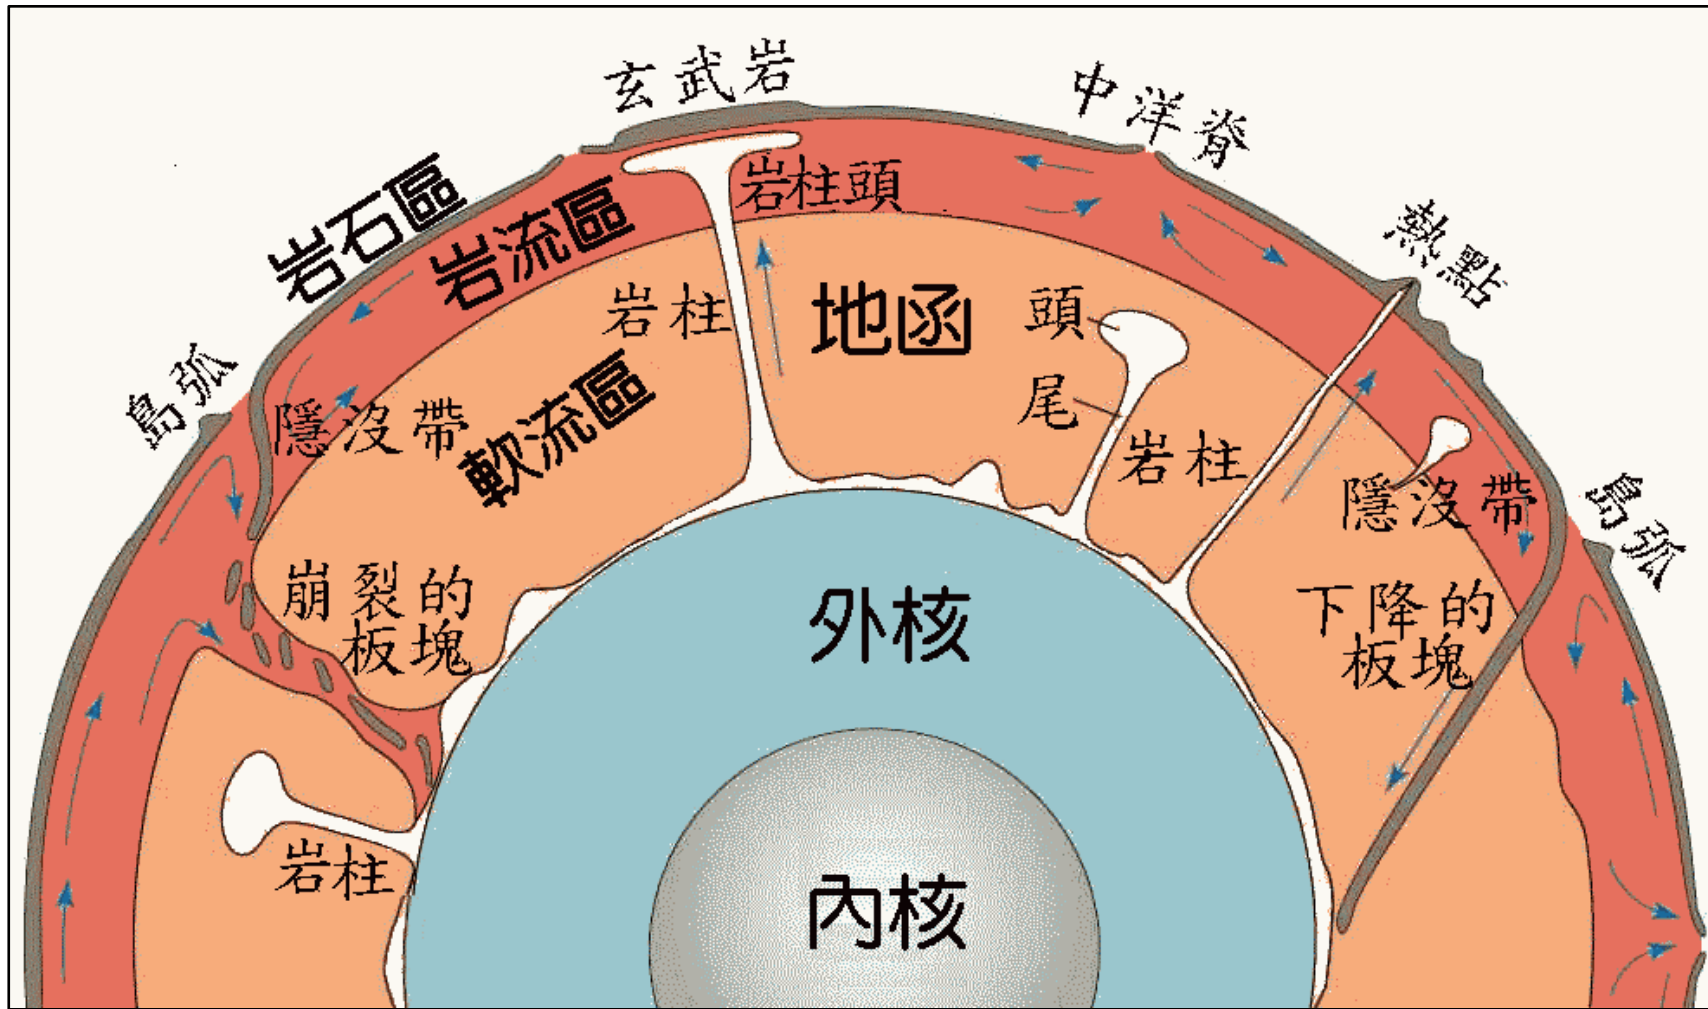 玄武岩
中洋脊
岩石區
岩流區
岩柱頭
熱點
岩柱
地函
頭
尾
島弧
隱沒帶
軟流區
岩柱
隱沒帶
島弧
崩裂的
板塊
外核
下降的
板塊
岩柱
內核